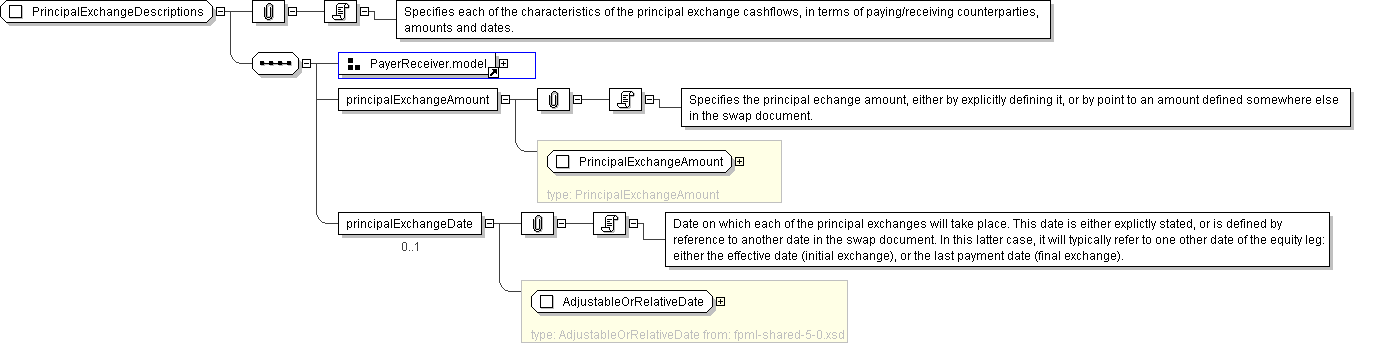 PrincipalExchangeDescriptions
Specifies each of the characteristics of the principal exchange cashflows, in terms of paying/receiving counterparties,
amounts and dates.
PayerReceiver.model
principalExchangeAmount
Specifies the principal echange amount, either by explicitly defining it, or by point to an amount defined somewhere else
in the swap document.
PrincipalExchangeAmount
type: PrincipalExchangeAmount
principalExchangeDate
0..1
Date on which each of the principal exchanges will take place. This date is either explictly stated, or is defined by
reference to another date in the swap document. In this latter case, it will typically refer to one other date of the equity leg:
either the effective date (initial exchange), or the last payment date (final exchange).
AdjustableOrRelativeDate
type: AdjustableOrRelativeDate from: fpml-shared-5-0.xsd